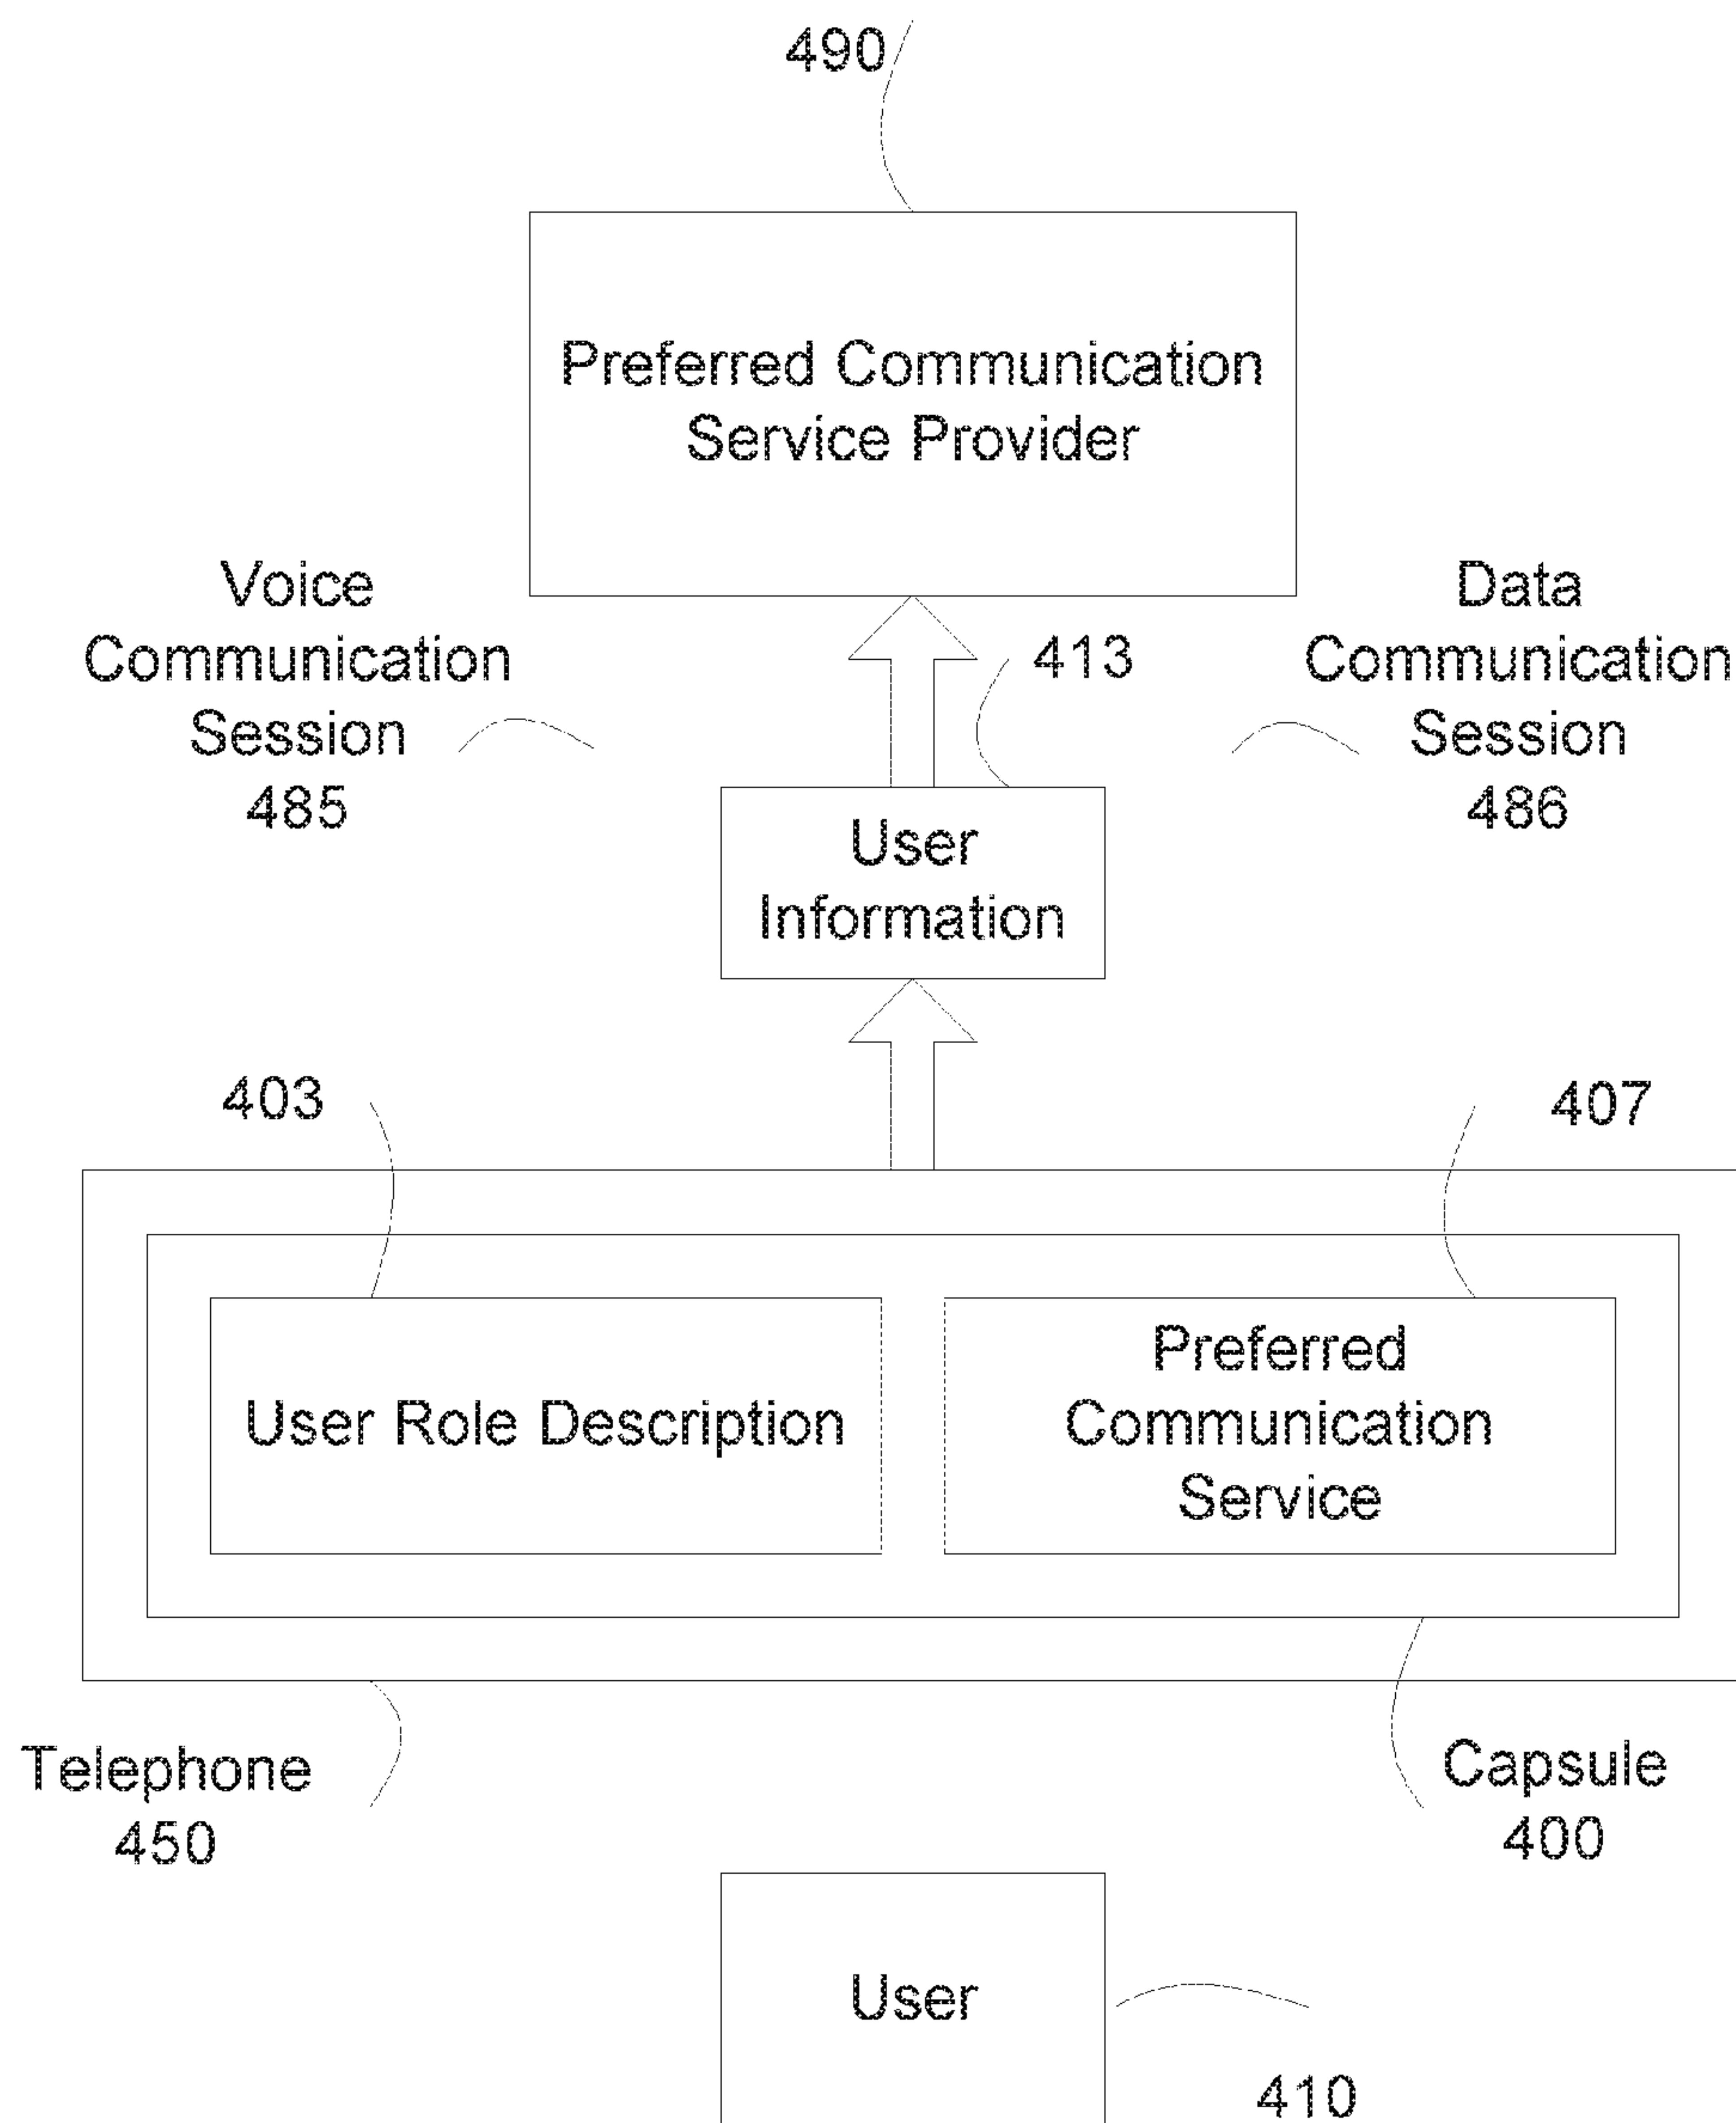 490
Preferred Communication
Service Provider
Voice
Communication
Session
485
Data
Communication
Session
486
413
User
Information
403
407
User Role Description
Preferred
Communication
Service
Telephone
450
Capsule
400
User
410